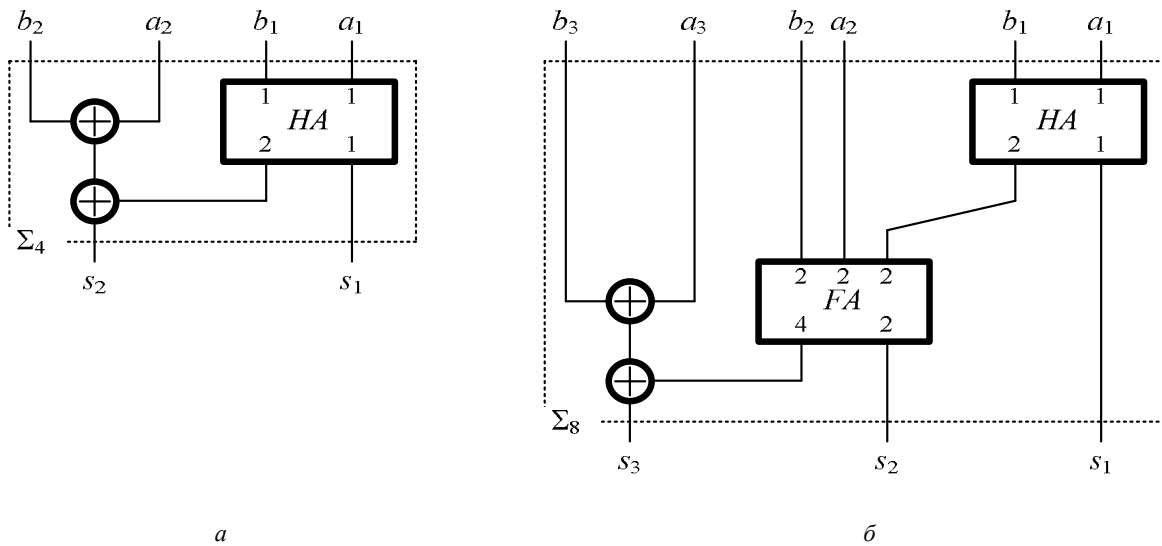 b₂ a₂ b₁ a₁
1 1
HA
2 1
Σ₄
s₂ s₁
а
b₃ a₃ b₂ a₂ b₁ a₁
1 1
HA
2 1
2 2 2
FA
4 2
Σ₈
s₃ s₂ s₁
б